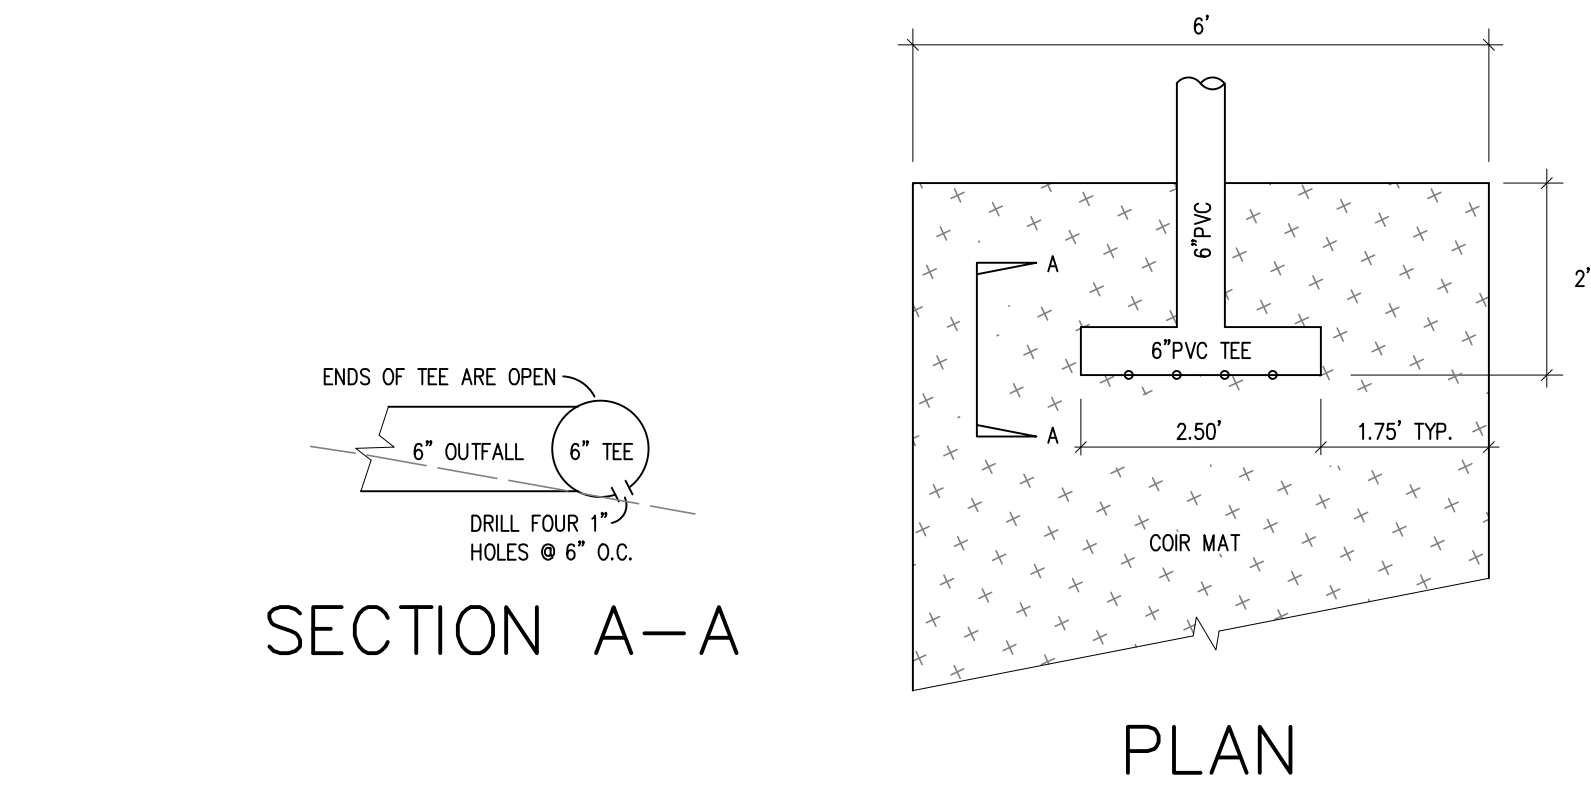 ENDS OF TEE ARE OPEN
6" OUTFALL
6" TEE
DRILL FOUR 1"
HOLES @ 6" O.C.
SECTION A-A
6'
6"PVC
A
2'
6"PVC TEE
A
2.50'
1.75' TYP.
COIR MAT
PLAN